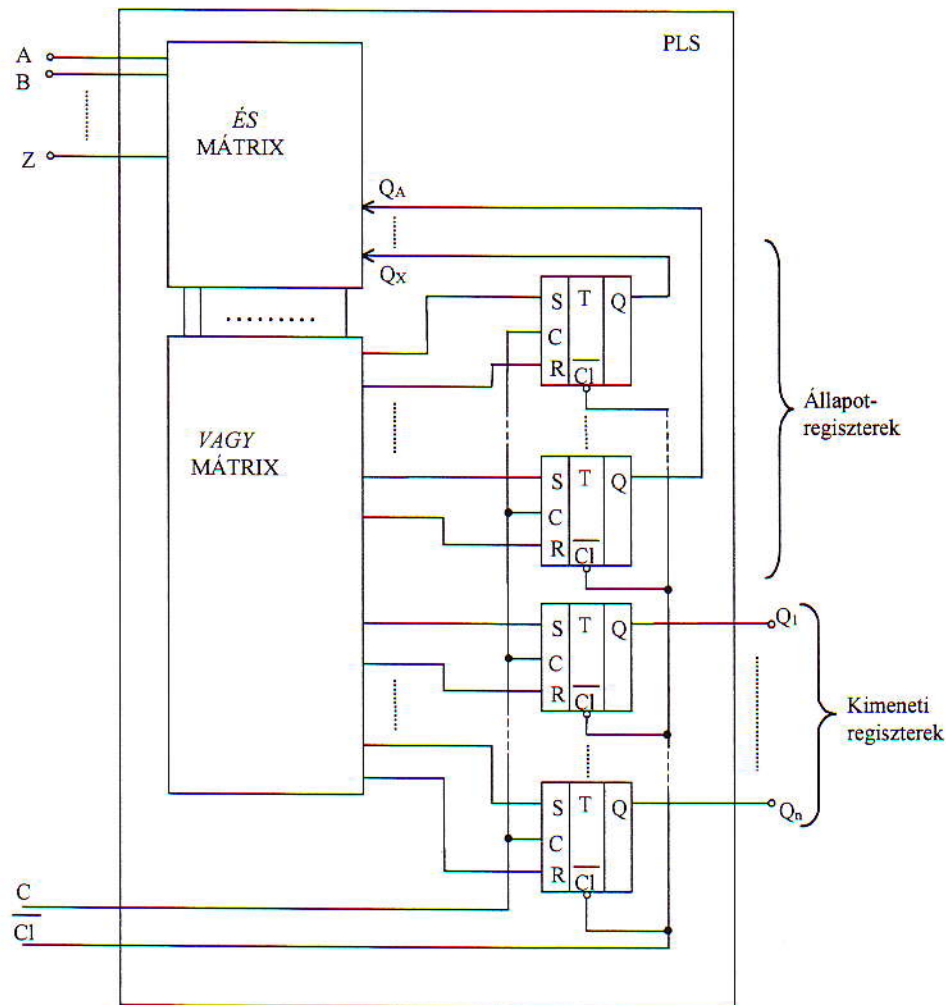 PLS
A
B
Z
ÉS
MÁTRIX
QA
QX
S T Q
C
R Cl
VAGY
MÁTRIX
S T Q
C
R Cl
Állapot-
regiszterek
S T Q
C
R Cl
Q1
Kimeneti
regiszterek
S T Q
C
R Cl
Qn
C
Cl